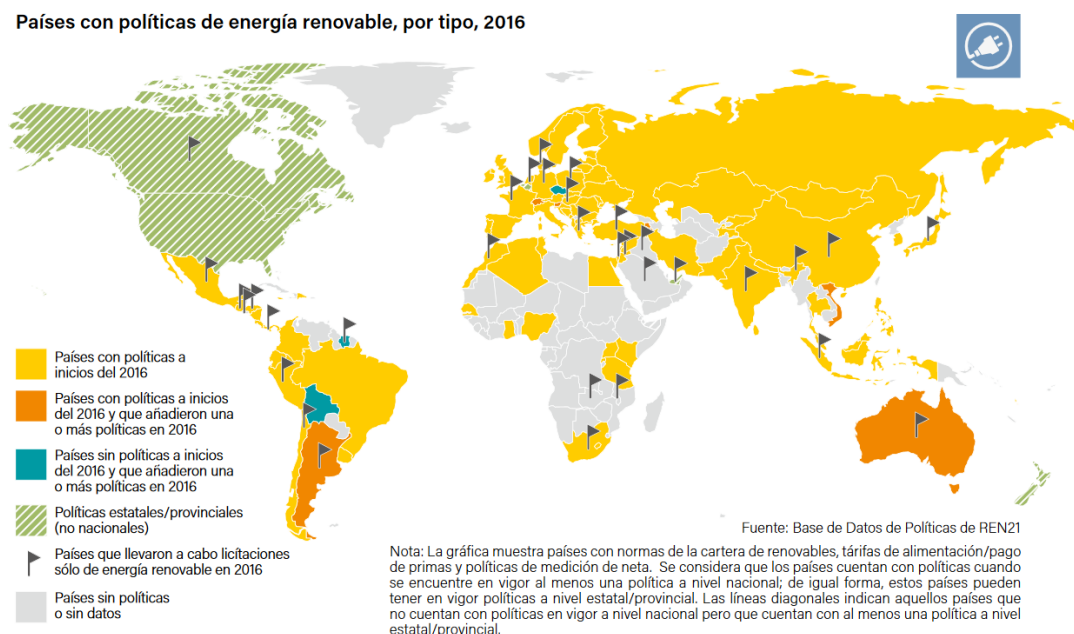 Países con políticas de energía renovable, por tipo, 2016
Países con políticas a
inicios del 2016
Países con políticas a inicios
del 2016 y que añadieron una
o más políticas en 2016
Países sin políticas a inicios
del 2016 y que añadieron una
o más políticas en 2016
Políticas estatales/provinciales
(no nacionales)
Países que llevaron a cabo licítaciones
sólo de energía renovable en 2016
Países sin políticas
o sin datos
Fuente: Base de Datos de Políticas de REN21
Nota: La gráfica muestra países con normas de la cartera de renovables, tárifas de alimentación/pago
de primas y políticas de medición de neta. Se considera que los países cuentan con políticas cuando
se encuentre en vigor al menos una política a nivel nacional; de igual forma, estos países pueden
tener en vigor políticas a nivel estatal/provincial. Las líneas diagonales indican aquellos países que
no cuentan con políticas en vigor a nivel nacional pero que cuentan con al menos una política a nivel
estatal/provincial.